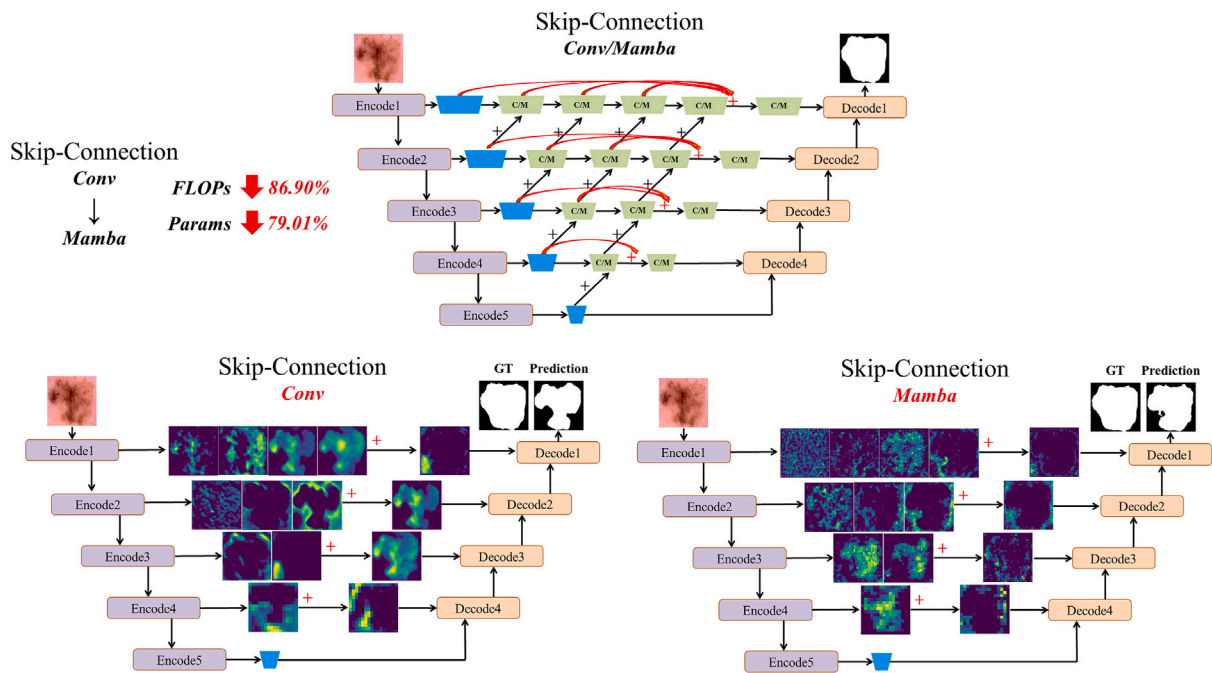 Skip-Connection
Conv/Mamba
Encode1
C/M
C/M
C/M
C/M
+
C/M
Decode1
+
+
+
+
Encode2
C/M
C/M
C/M
+
C/M
Decode2
+
+
+
Encode3
C/M
C/M
+
C/M
Decode3
+
+
Encode4
C/M
+
C/M
Decode4
+
Encode5
Skip-Connection
Conv
Mamba
FLOPs 86.90%
Params 79.01%
Skip-Connection
Conv
GT Prediction
Encode1
+
Decode1
Encode2
+
Decode2
Encode3
+
Decode3
Encode4
+
Decode4
Encode5
Skip-Connection
Mamba
GT Prediction
Encode1
+
Decode1
Encode2
+
Decode2
Encode3
+
Decode3
Encode4
+
Decode4
Encode5